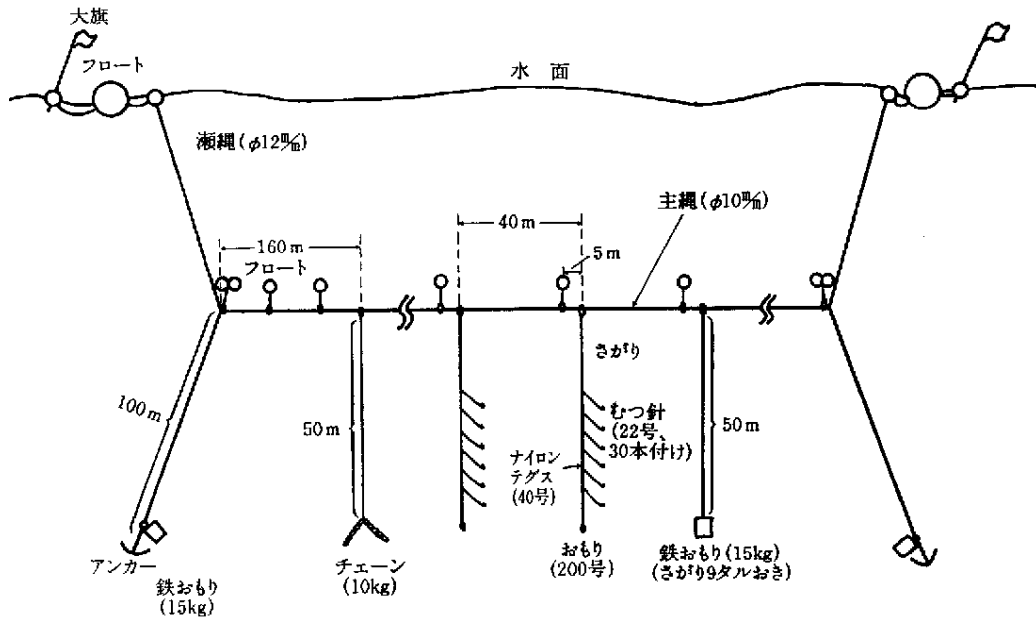 大旗
フロート
水面
瀬縄(φ12㎜)
主縄(φ10㎜)
40m
5m
160m
フロート
さがり
100m
50m
むつ針
(22号、
30本付け)
50m
ナイロン
テグス
(40号)
アンカー
鉄おもり
(15kg)
チェーン
(10kg)
おもり
(200号)
鉄おもり(15kg)
(さがり9タルおき)